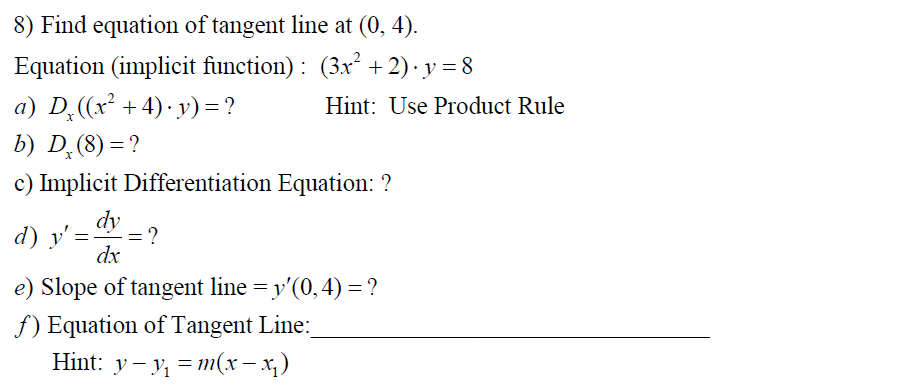 8) Find equation of tangent line at (0, 4).
Equation (implicit function) : (3x² + 2) · y = 8
a) Dₓ((x² + 4) · y) = ? Hint: Use Product Rule
b) Dₓ(8) = ?
c) Implicit Differentiation Equation: ?
d) y′ = dy/dx = ?
e) Slope of tangent line = y′(0, 4) = ?
f) Equation of Tangent Line:
Hint: y − y₁ = m(x − x₁)